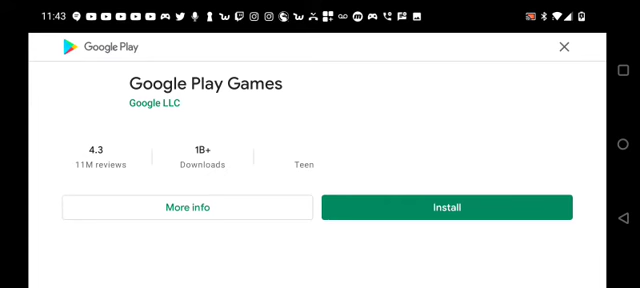 11:43
Google Play
Google Play Games
Google LLC
4.3
11M reviews
1B+
Downloads
Teen
More info
Install